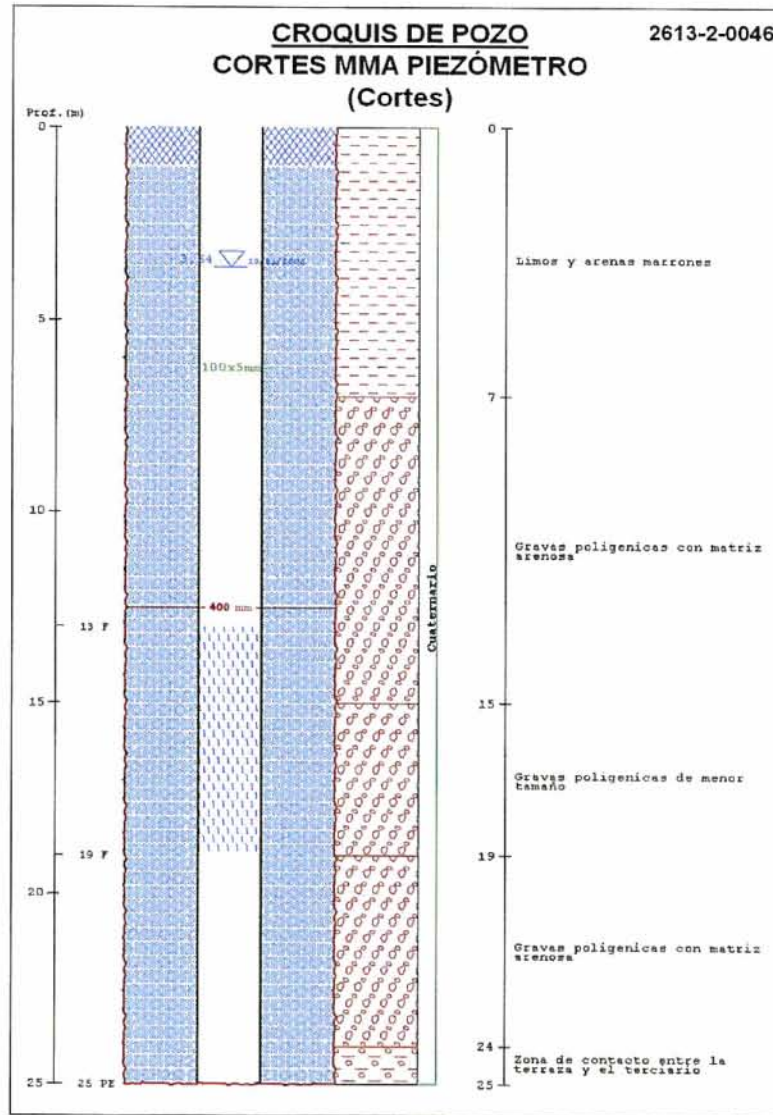 CROQUIS DE POZO
2613-2-0046
CORTES MMA PIEZÓMETRO
(Cortes)
Prof.(m)
0
0
Limos y arenas marrones
5
100x5mm
7
10
Gravas poligenicas con matriz
arenosa
Cuaternario
400 mm
13 F
15
15
Gravas poligenicas de menor
tamaño
19 F
19
20
Gravas poligenicas con matriz
arenosa
24
Zona de contacto entre la
terraza y el terciario
25
25 PE
25